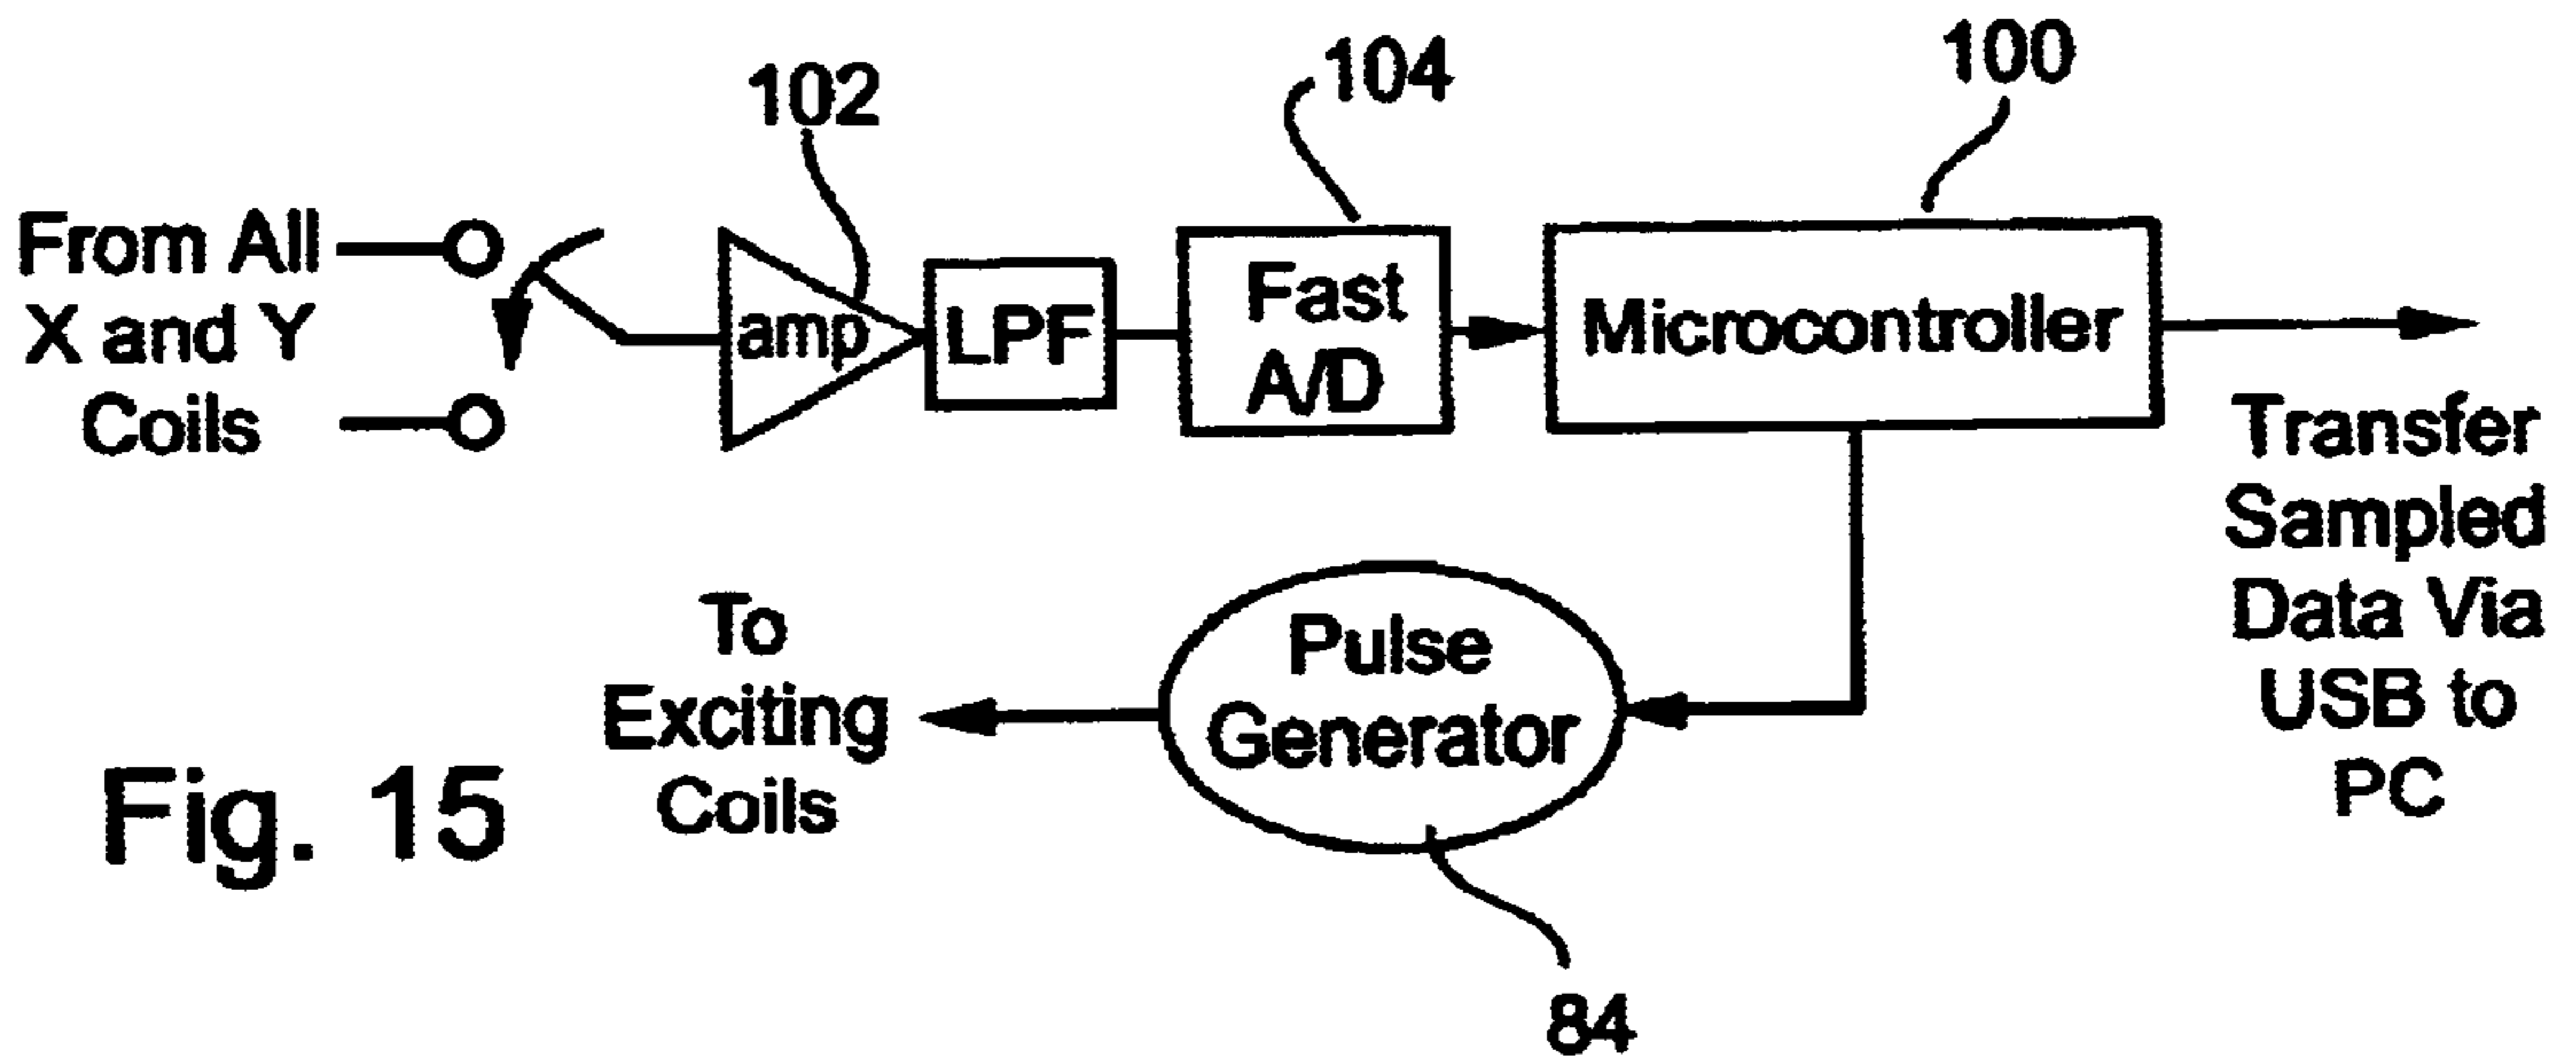 102
104
100
From All
X and Y
Coils
amp
LPF
Fast
A/D
Microcontroller
Transfer
Sampled
Data Via
USB to
PC
To
Exciting
Coils
Pulse
Generator
84
Fig. 15